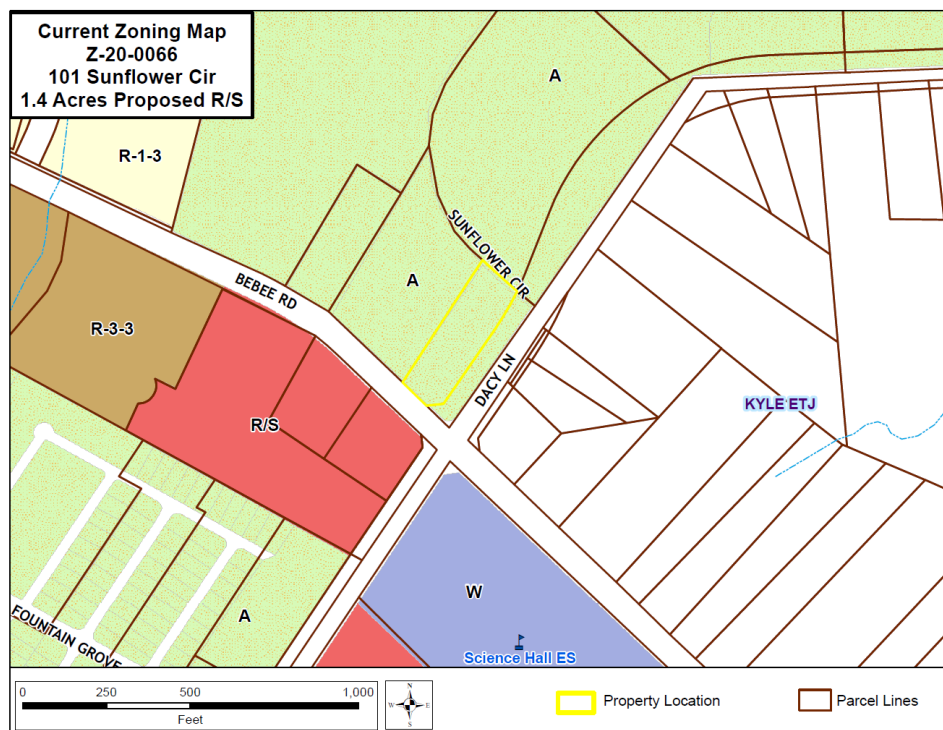 Current Zoning Map
Z-20-0066
101 Sunflower Cir
1.4 Acres Proposed R/S
A
R-1-3
SUNFLOWER CIR
BEBEE RD
A
R-3-3
DACY LN
KYLE ETJ
R/S
W
A
FOUNTAIN GROVE
Science Hall ES
0 250 500 1,000
Feet
N
W E
S
Property Location
Parcel Lines